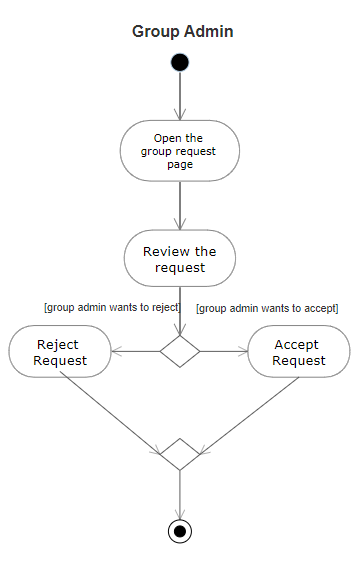 Group Admin
Open the
group request
page
Review the
request
[group admin wants to reject]
[group admin wants to accept]
Reject
Request
Accept
Request